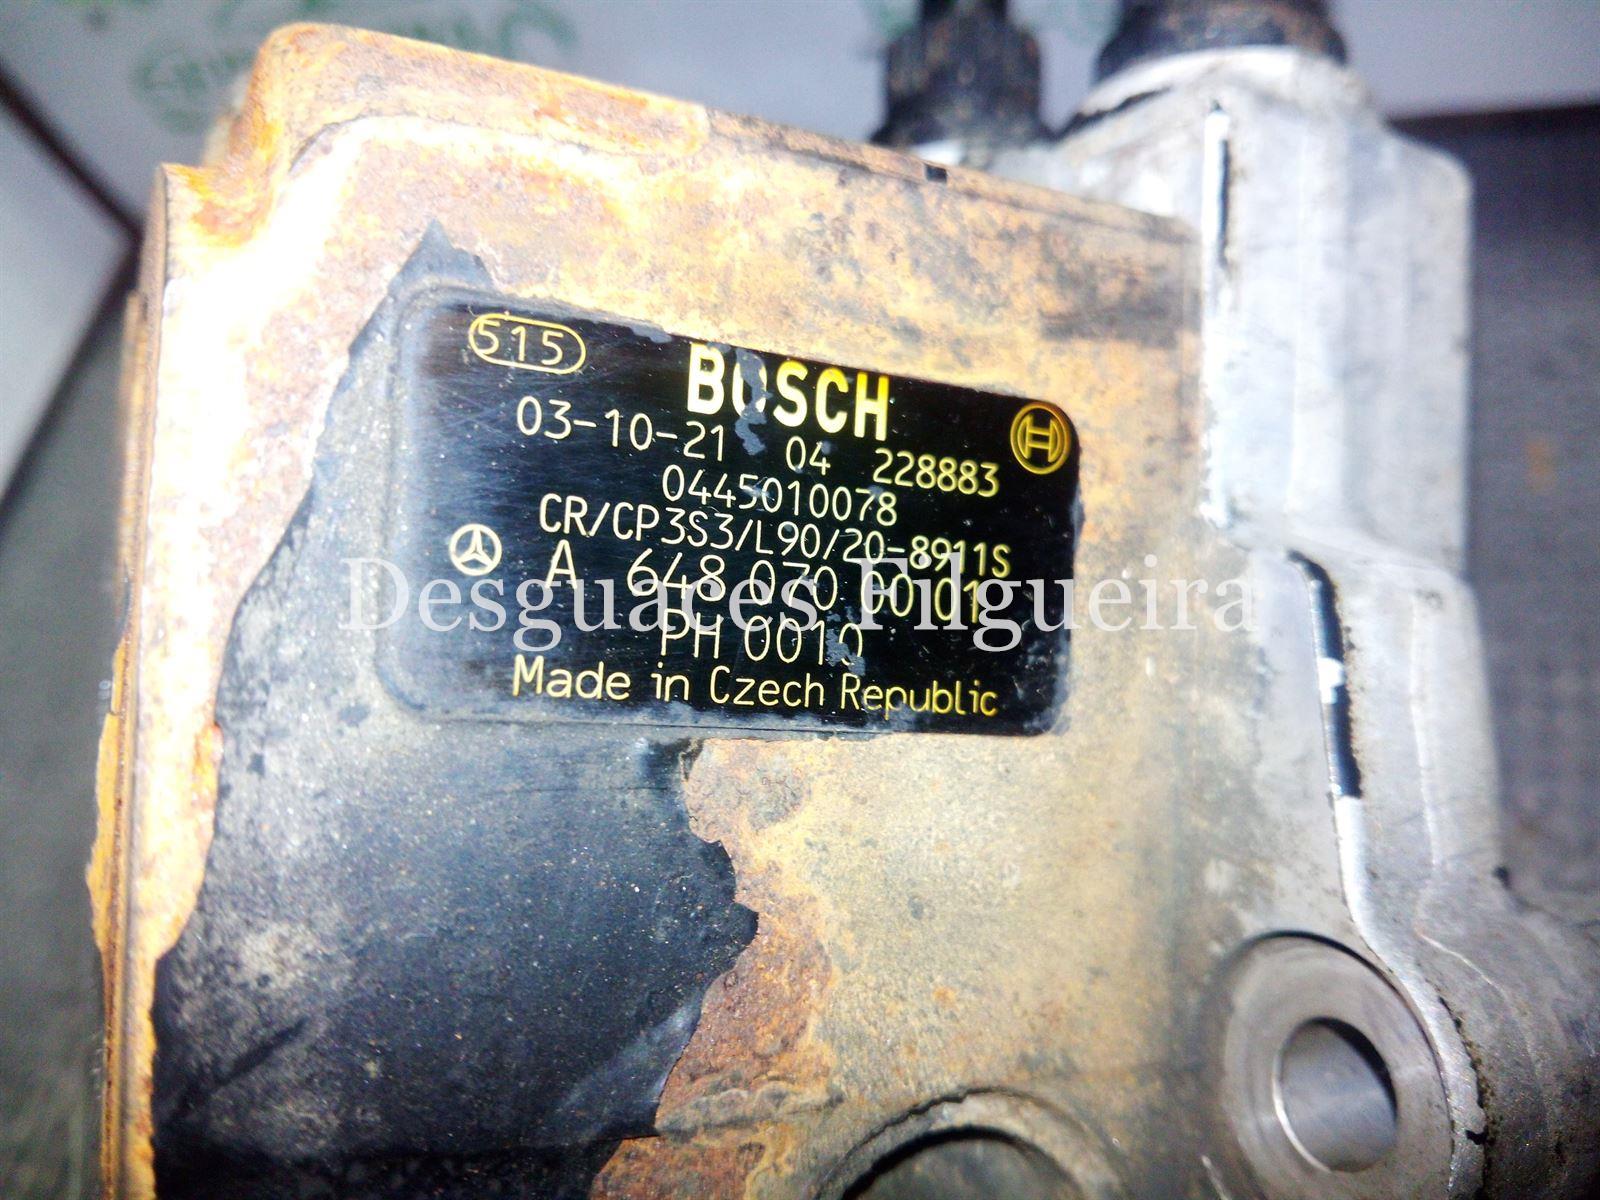 515
BOSCH
03-10-21 04 228883
0445010078
CR/CP3S3/L90/20-8911S
A 648 070 00 01
PH 0010
Made in Czech Republic
Desguaces Filgueira